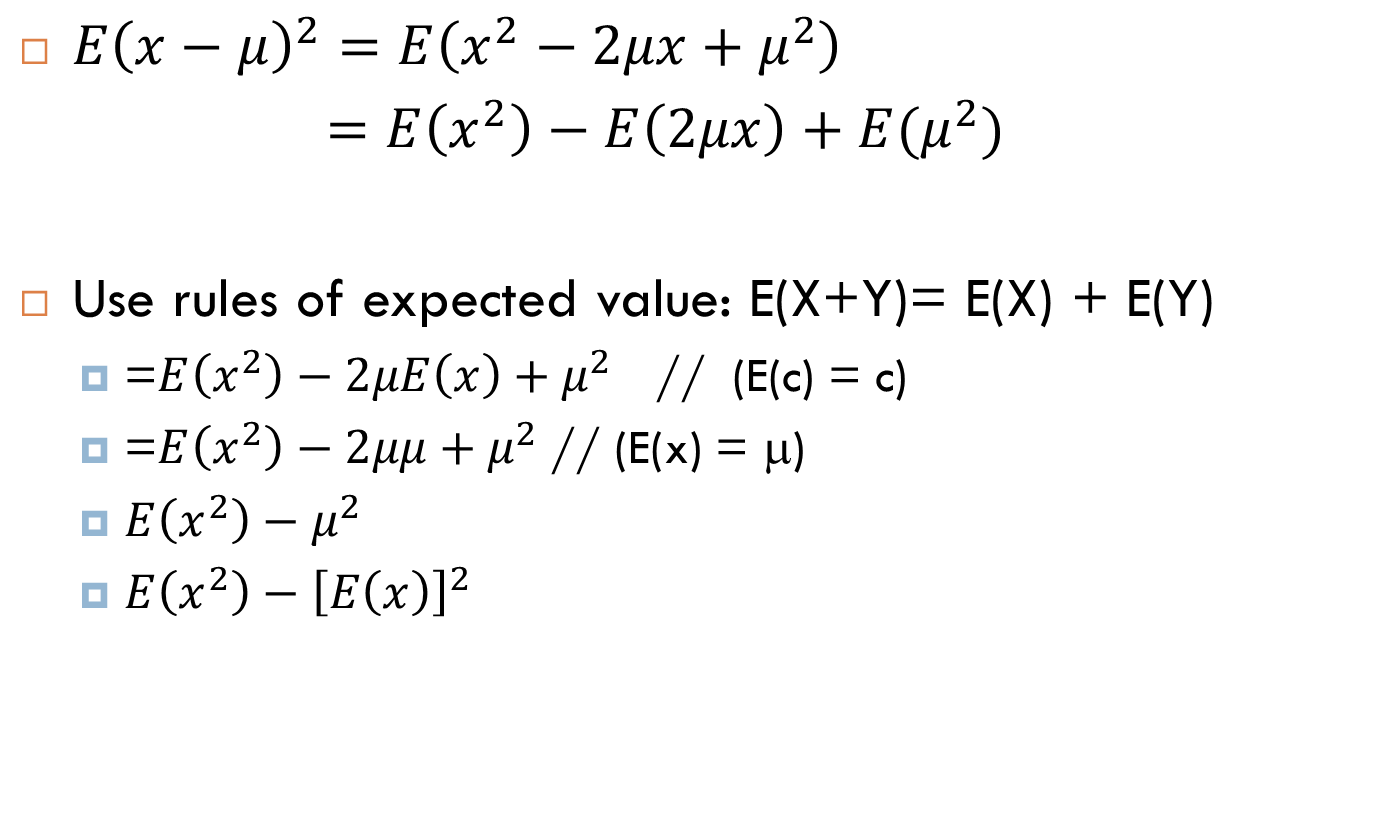 𝐸(𝑥 − 𝜇)² = 𝐸(𝑥² − 2𝜇𝑥 + 𝜇²)
= 𝐸(𝑥²) − 𝐸(2𝜇𝑥) + 𝐸(𝜇²)
Use rules of expected value: E(X+Y)= E(X) + E(Y)
=𝐸(𝑥²) − 2𝜇𝐸(𝑥) + 𝜇² // (E(c) = c)
=𝐸(𝑥²) − 2𝜇𝜇 + 𝜇² // (E(x) = μ)
𝐸(𝑥²) − 𝜇²
𝐸(𝑥²) − [𝐸(𝑥)]²